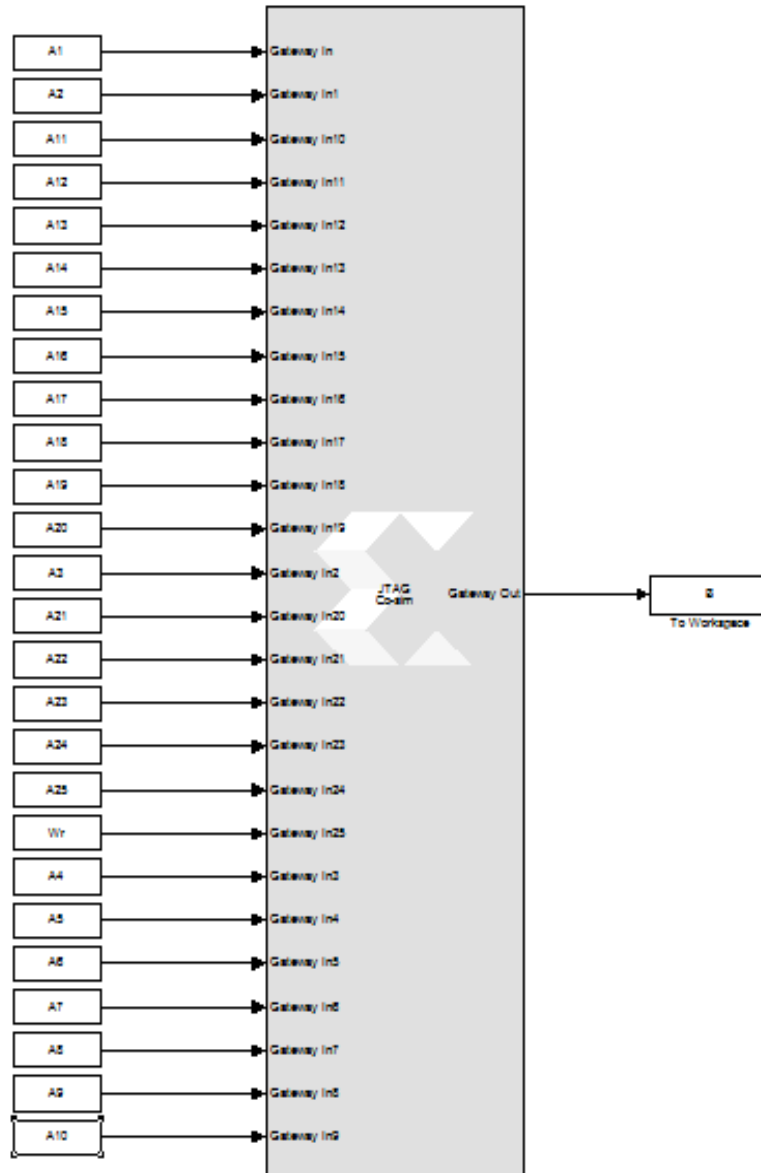 A1 Gateway In
A2 Gateway In1
A11 Gateway In10
A12 Gateway In11
A13 Gateway In12
A14 Gateway In13
A15 Gateway In14
A16 Gateway In15
A17 Gateway In16
A18 Gateway In17
A19 Gateway In18
A20 Gateway In19
A3 Gateway In2
JTAG
Co-sim
Gateway Out
A21 Gateway In20
To Workspace
A22 Gateway In21
A23 Gateway In22
A24 Gateway In23
A25 Gateway In24
Wr Gateway In25
A4 Gateway In3
A5 Gateway In4
A6 Gateway In5
A7 Gateway In6
A8 Gateway In7
A9 Gateway In8
A10 Gateway In9